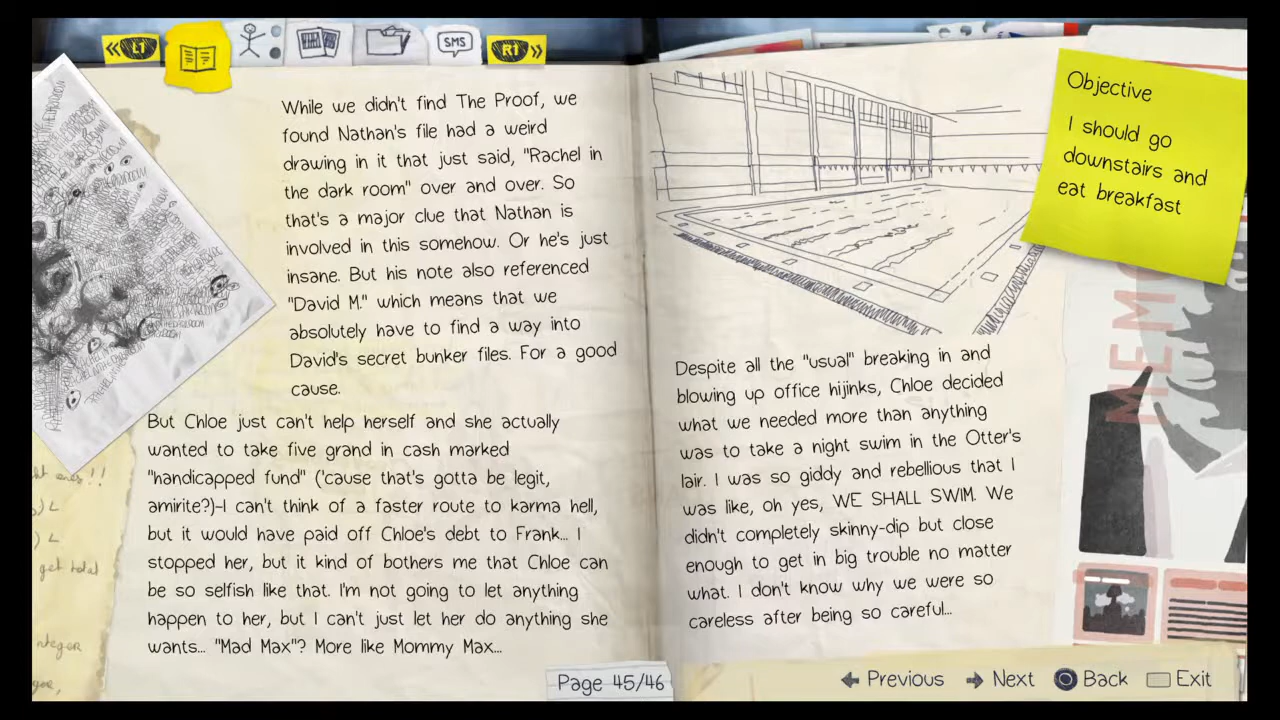 L1
SMS
R1
While we didn't find The Proof, we
found Nathan's file had a weird
drawing in it that just said, "Rachel in
the dark room" over and over. So
that's a major clue that Nathan is
involved in this somehow. Or he's just
insane. But his note also referenced
"David M." which means that we
absolutely have to find a way into
David's secret bunker files. For a good
cause.
But Chloe just can't help herself and she actually
wanted to take five grand in cash marked
"handicapped fund" ('cause that's gotta be legit,
amirite?)-I can't think of a faster route to karma hell,
but it would have paid off Chloe's debt to Frank... I
stopped her, but it kind of bothers me that Chloe can
be so selfish like that. I'm not going to let anything
happen to her, but I can't just let her do anything she
wants... "Mad Max"? More like Mommy Max...
get total
Despite all the "usual" breaking in and
blowing up office hijinks, Chloe decided
what we needed more than anything
was to take a night swim in the Otter's
lair. I was so giddy and rebellious that I
was like, oh yes, WE SHALL SWIM. We
didn't completely skinny-dip but close
enough to get in big trouble no matter
what. I don't know why we were so
careless after being so careful...
Objective
I should go
downstairs and
eat breakfast
MEM
Page 45/46
Previous
Next
Back
Exit